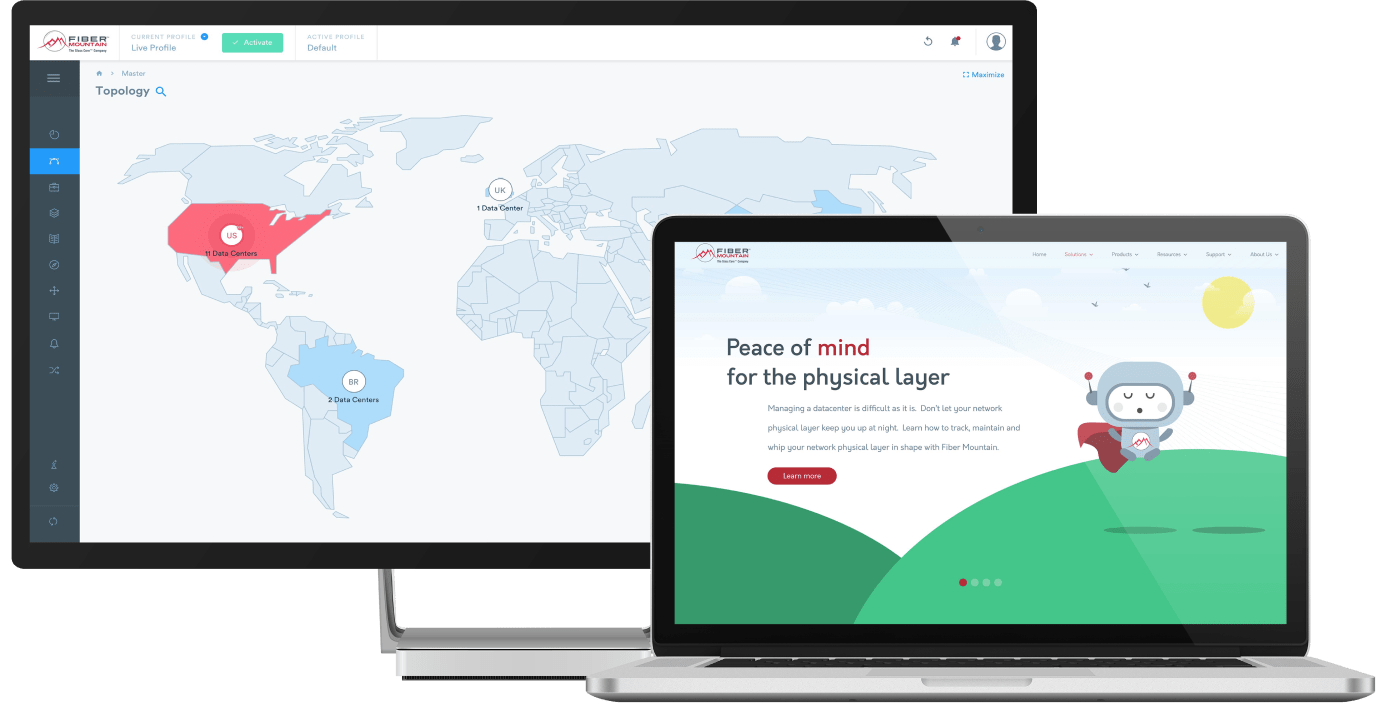 FIBER
MOUNTAIN
The Glass Core™ Company
CURRENT PROFILE
Live Profile
Activate
ACTIVE PROFILE
Default
Master
Topology
Maximize
UK
1 Data Center
US
11 Data Centers
BR
2 Data Centers
FIBER
MOUNTAIN
The Glass Core™ Company
Home Solutions Products Resources Support About Us
Peace of mind
for the physical layer
Managing a datacenter is difficult as it is. Don't let your network
physical layer keep you up at night. Learn how to track, maintain and
whip your network physical layer in shape with Fiber Mountain.
Learn more